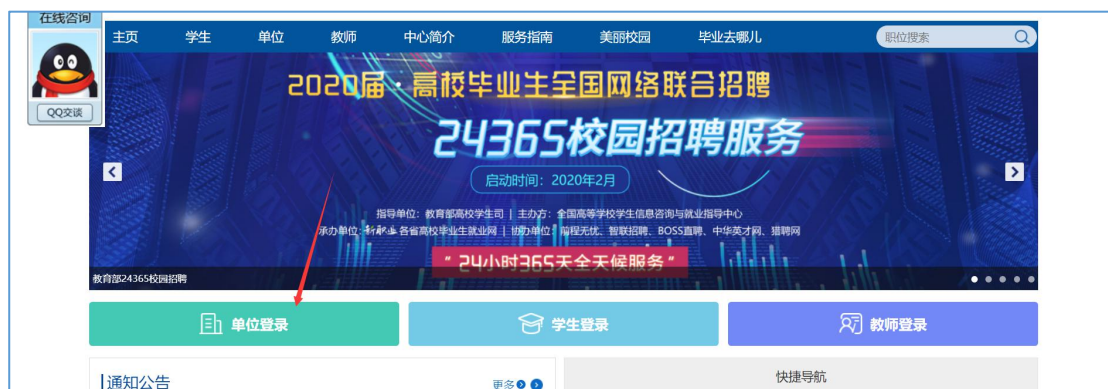 在线咨询
QQ交谈
主页 学生 单位 教师 中心简介 服务指南 美丽校园 毕业去哪儿 职位搜索
2020届·高校毕业生全国网络联合招聘
24365校园招聘服务
启动时间：2020年2月
指导单位：教育部高校学生司 | 主办方：全国高等学校学生信息咨询与就业指导中心
承办单位：新职业 各省高校毕业生就业网 | 协办单位：前程无忧、智联招聘、BOSS直聘、中华英才网、猎聘网
“24小时365天全天候服务”
教育部24365校园招聘
单位登录 学生登录 教师登录
通知公告 更多 快捷导航